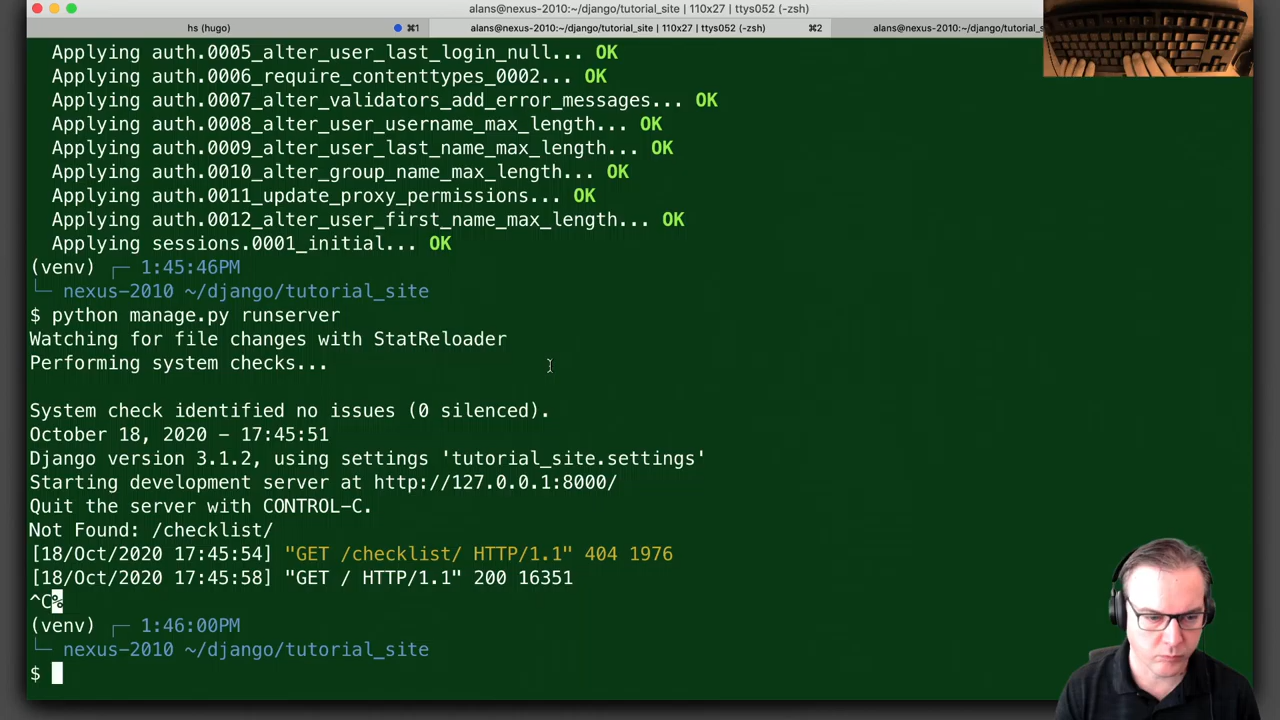 alans@nexus-2010:~/django/tutorial_site | 110x27 | ttys052 (-zsh)
hs (hugo) ⌘1 alans@nexus-2010:~/django/tutorial_site | 110x27 | ttys052 (-zsh) ⌘2 alans@nexus-2010:~/django/tutorial_s
Applying auth.0005_alter_user_last_login_null... OK
Applying auth.0006_require_contenttypes_0002... OK
Applying auth.0007_alter_validators_add_error_messages... OK
Applying auth.0008_alter_user_username_max_length... OK
Applying auth.0009_alter_user_last_name_max_length... OK
Applying auth.0010_alter_group_name_max_length... OK
Applying auth.0011_update_proxy_permissions... OK
Applying auth.0012_alter_user_first_name_max_length... OK
Applying sessions.0001_initial... OK
(venv) ┌─ 1:45:46PM
└─ nexus-2010 ~/django/tutorial_site
$ python manage.py runserver
Watching for file changes with StatReloader
Performing system checks...
System check identified no issues (0 silenced).
October 18, 2020 - 17:45:51
Django version 3.1.2, using settings 'tutorial_site.settings'
Starting development server at http://127.0.0.1:8000/
Quit the server with CONTROL-C.
Not Found: /checklist/
[18/Oct/2020 17:45:54] "GET /checklist/ HTTP/1.1" 404 1976
[18/Oct/2020 17:45:58] "GET / HTTP/1.1" 200 16351
^C%
(venv) ┌─ 1:46:00PM
└─ nexus-2010 ~/django/tutorial_site
$